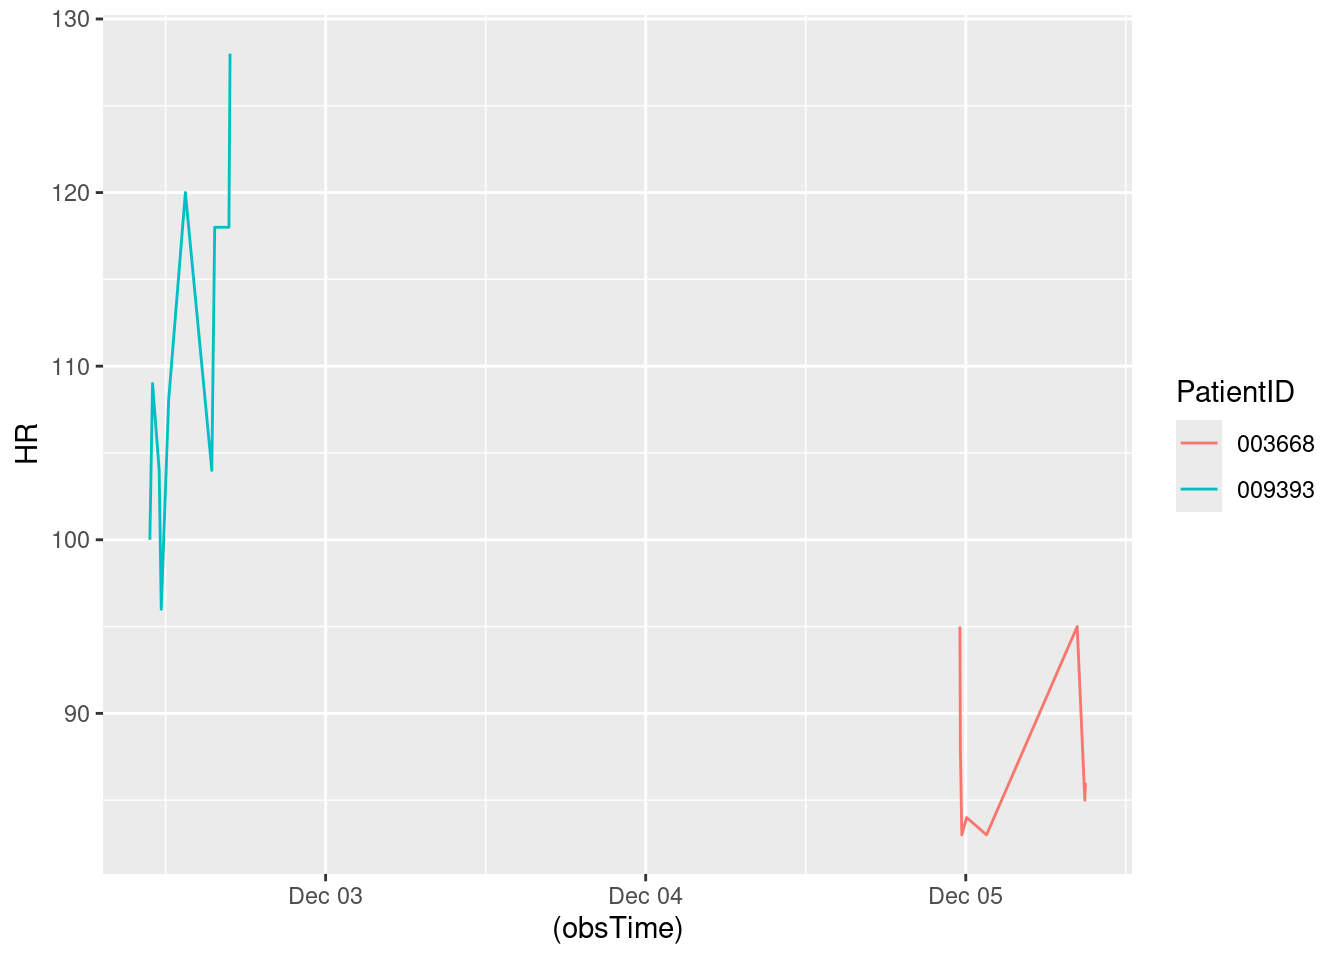 130
120
110
100
90
HR
Dec 03
Dec 04
Dec 05
(obsTime)
PatientID
003668
009393